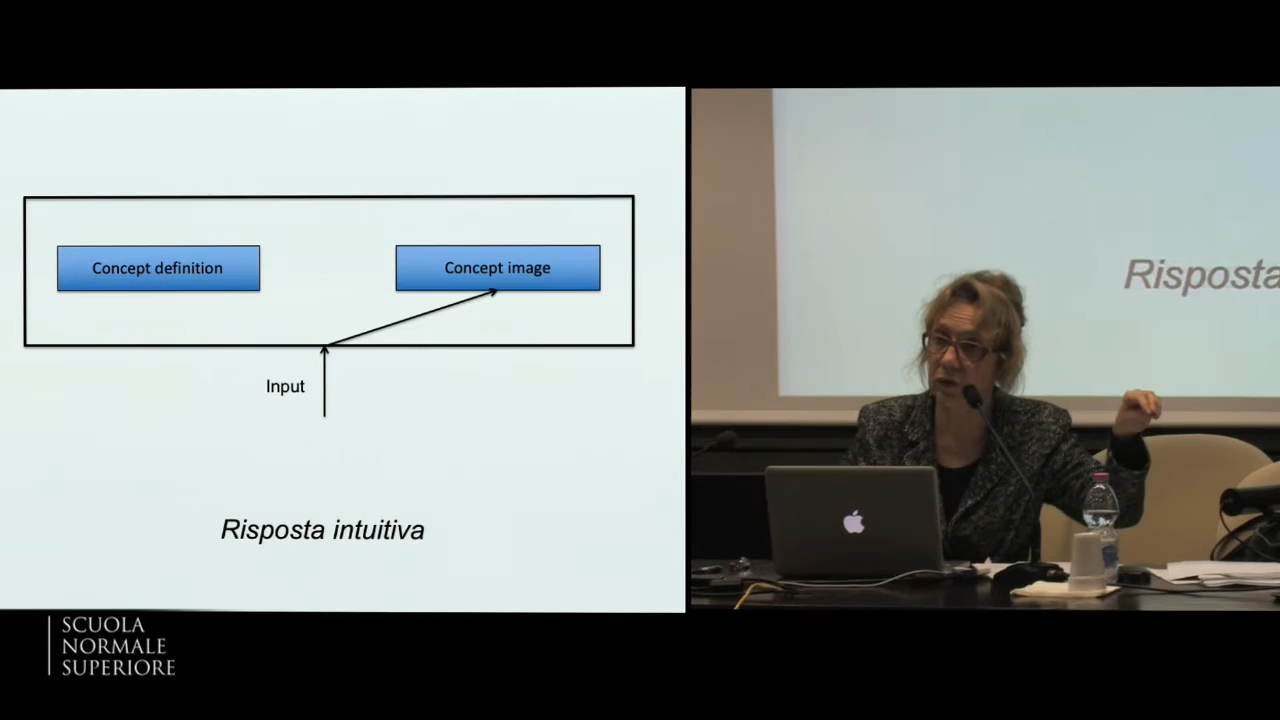 Concept definition
Concept image
Input
Risposta intuitiva
Risposta
SCUOLA
NORMALE
SUPERIORE